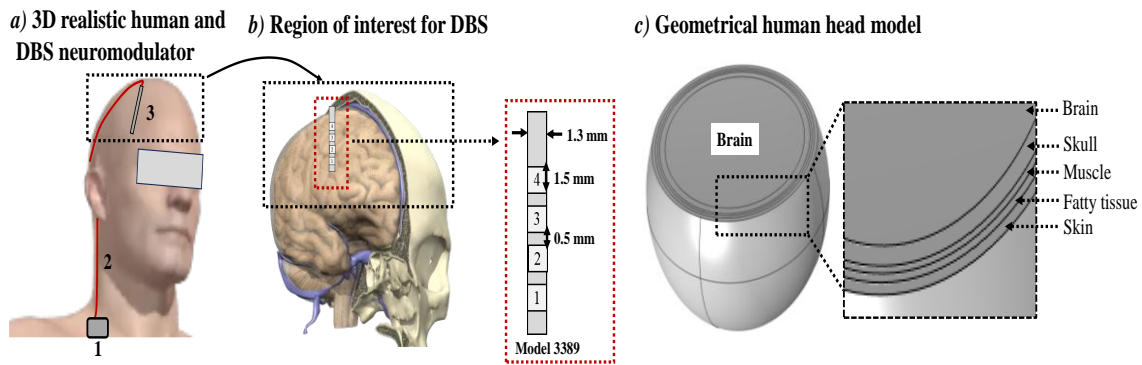 a) 3D realistic human and
DBS neuromodulator
3
2
1
b) Region of interest for DBS
1.3 mm
4
1.5 mm
3
0.5 mm
2
1
Model 3389
c) Geometrical human head model
Brain
Brain
Skull
Muscle
Fatty tissue
Skin